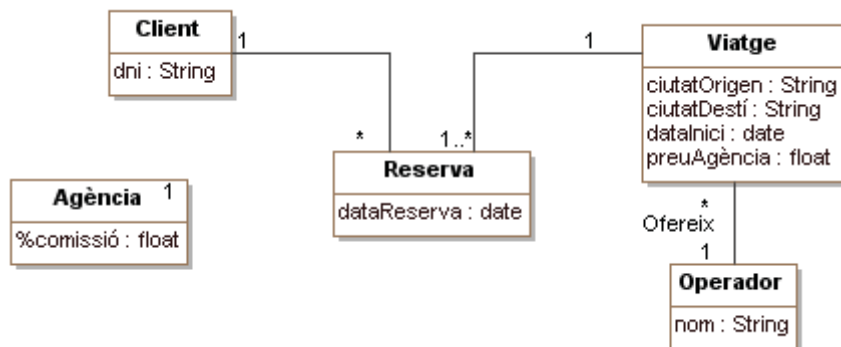 Client
dni : String
1
*
Viatge
ciutatOrigen : String
ciutatDestí : String
dataInici : date
preuAgència : float
1
1..*
Reserva
dataReserva : date
Agència
1
%comissió : float
*
Ofereix
1
Operador
nom : String